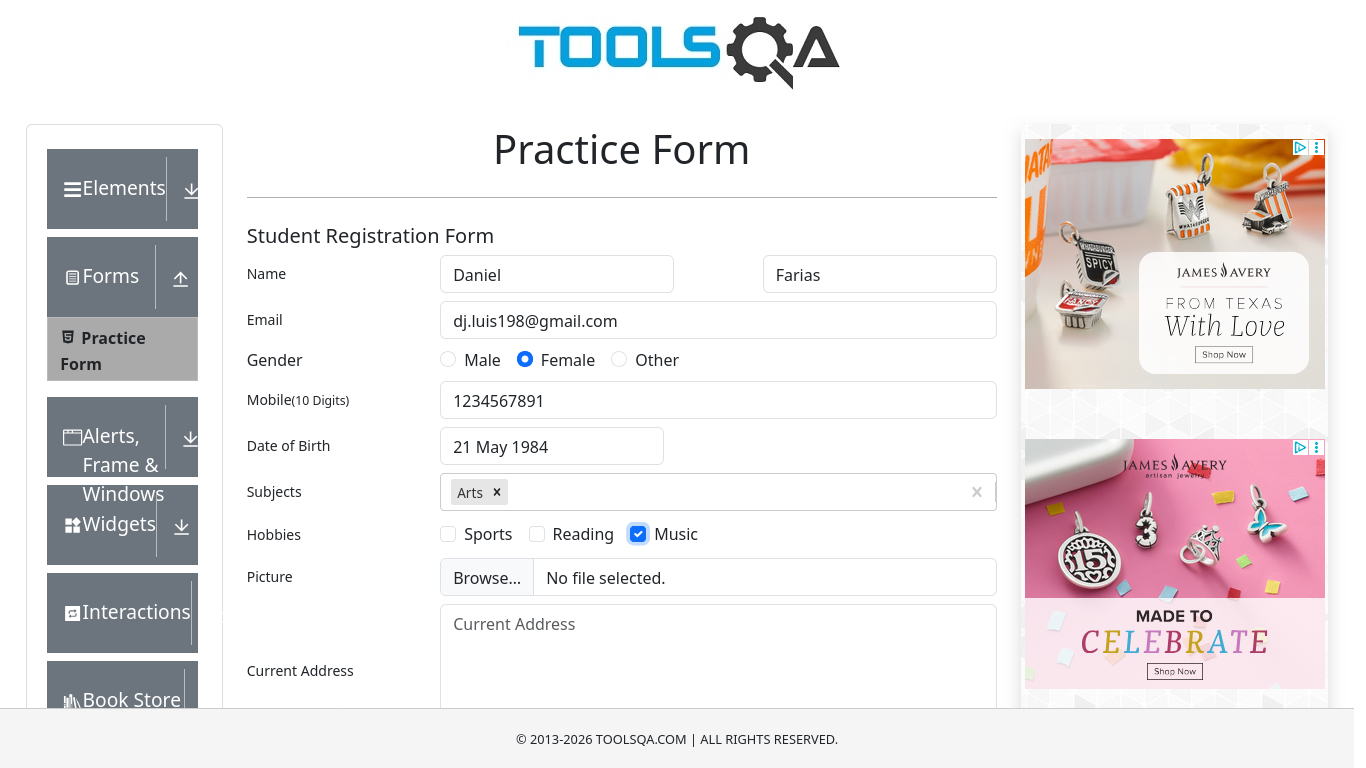 TOOLSQA
Practice Form
Elements
Forms
Practice
Form
Alerts,
Frame &
Windows
Widgets
Interactions
Book Store
Student Registration Form
Name
Daniel
Farias
Email
dj.luis198@gmail.com
Gender
Male
Female
Other
Mobile(10 Digits)
1234567891
Date of Birth
21 May 1984
Subjects
Arts
Hobbies
Sports
Reading
Music
Picture
Browse... No file selected.
Current Address
Current Address
WHATABURGER
SPICY
JAMES AVERY
FROM TEXAS
With Love
Shop Now
JAMES AVERY
artisan jewelry
15
3
MADE TO
CELEBRATE
Shop Now
© 2013-2026 TOOLSQA.COM | ALL RIGHTS RESERVED.